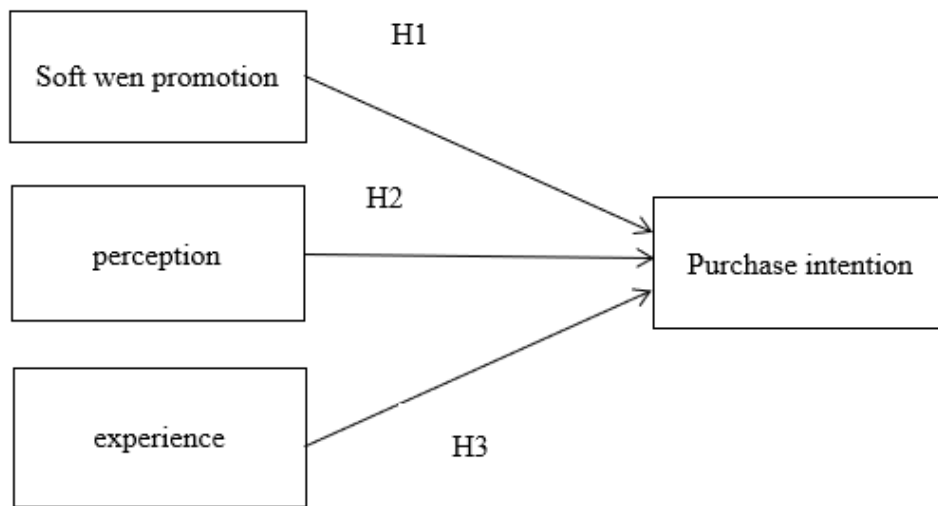 H1
Soft wen promotion
H2
perception
Purchase intention
experience
H3